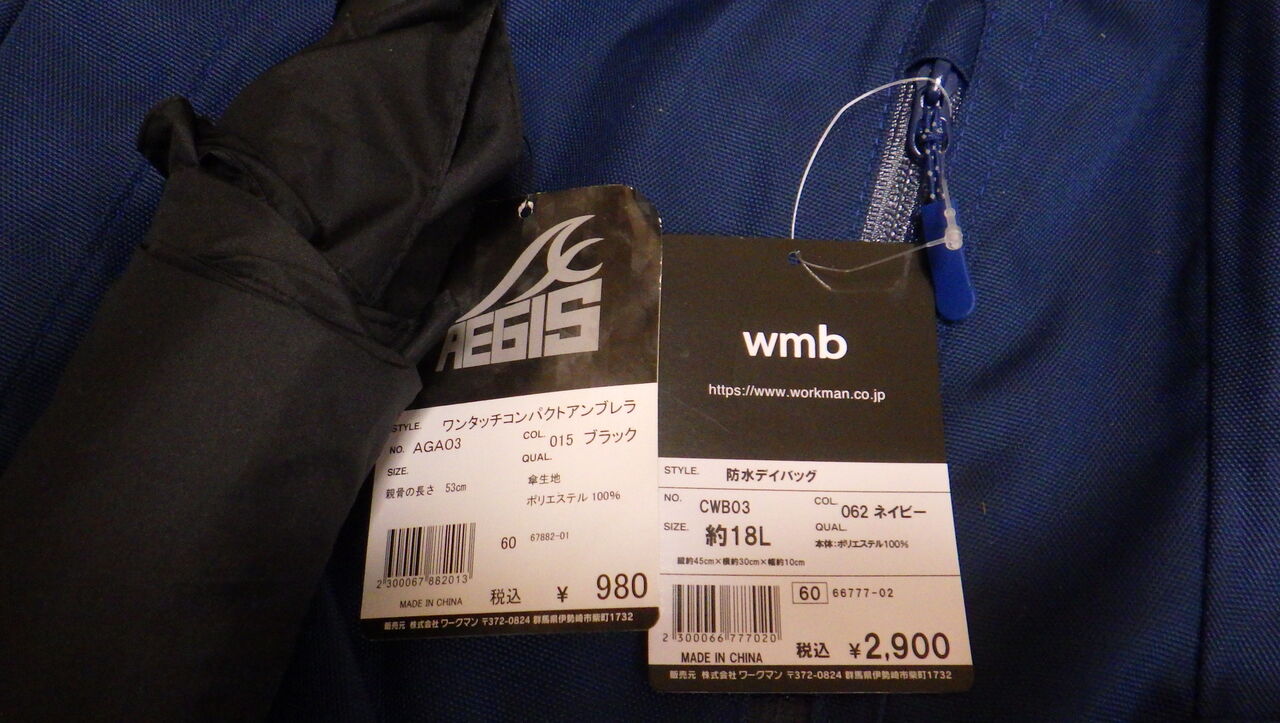 AEGIS
STYLE. ワンタッチコンパクトアンブレラ
NO. AGA03
COL. 015 ブラック
SIZE.
親骨の長さ 53cm
QUAL.
傘生地
ポリエステル 100%
60 67882-01
2 300067 882013
税込 ¥ 980
MADE IN CHINA
販売元 株式会社 ワークマン 〒372-0824 群馬県伊勢崎市柴町1732
wmb
https://www.workman.co.jp
STYLE. 防水デイバッグ
NO. CWB03
COL. 062 ネイビー
SIZE. 約18L
QUAL.
本体:ポリエステル100%
縦約45cm×横約30cm×幅約10cm
60 66777-02
2 300066 777020
税込 ¥2,900
MADE IN CHINA
販売元 株式会社 ワークマン 〒372-0824 群馬県伊勢崎市柴町1732